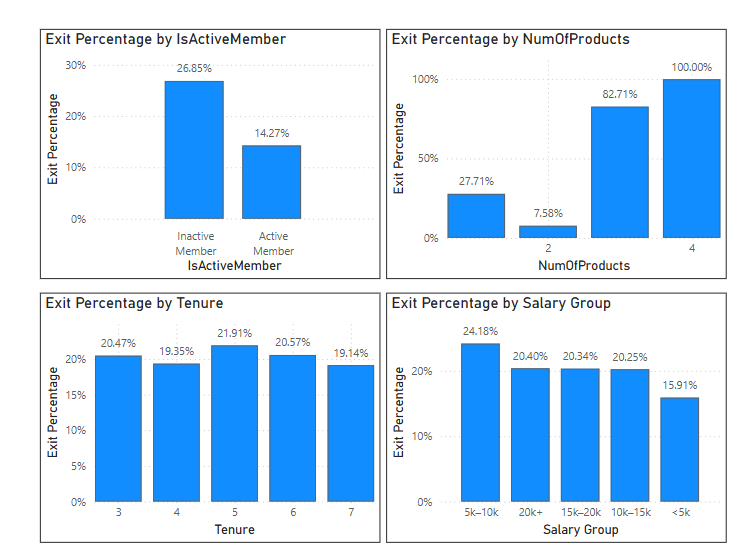 Exit Percentage by IsActiveMember
30%
20%
10%
0%
Exit Percentage
26.85%
14.27%
Inactive
Member
Active
Member
IsActiveMember
Exit Percentage by NumOfProducts
100%
50%
0%
Exit Percentage
27.71%
7.58%
82.71%
100.00%
2
4
NumOfProducts
Exit Percentage by Tenure
20%
15%
10%
5%
0%
Exit Percentage
20.47%
19.35%
21.91%
20.57%
19.14%
3
4
5
6
7
Tenure
Exit Percentage by Salary Group
20%
10%
0%
Exit Percentage
24.18%
20.40%
20.34%
20.25%
15.91%
5k–10k
20k+
15k–20k
10k–15k
<5k
Salary Group